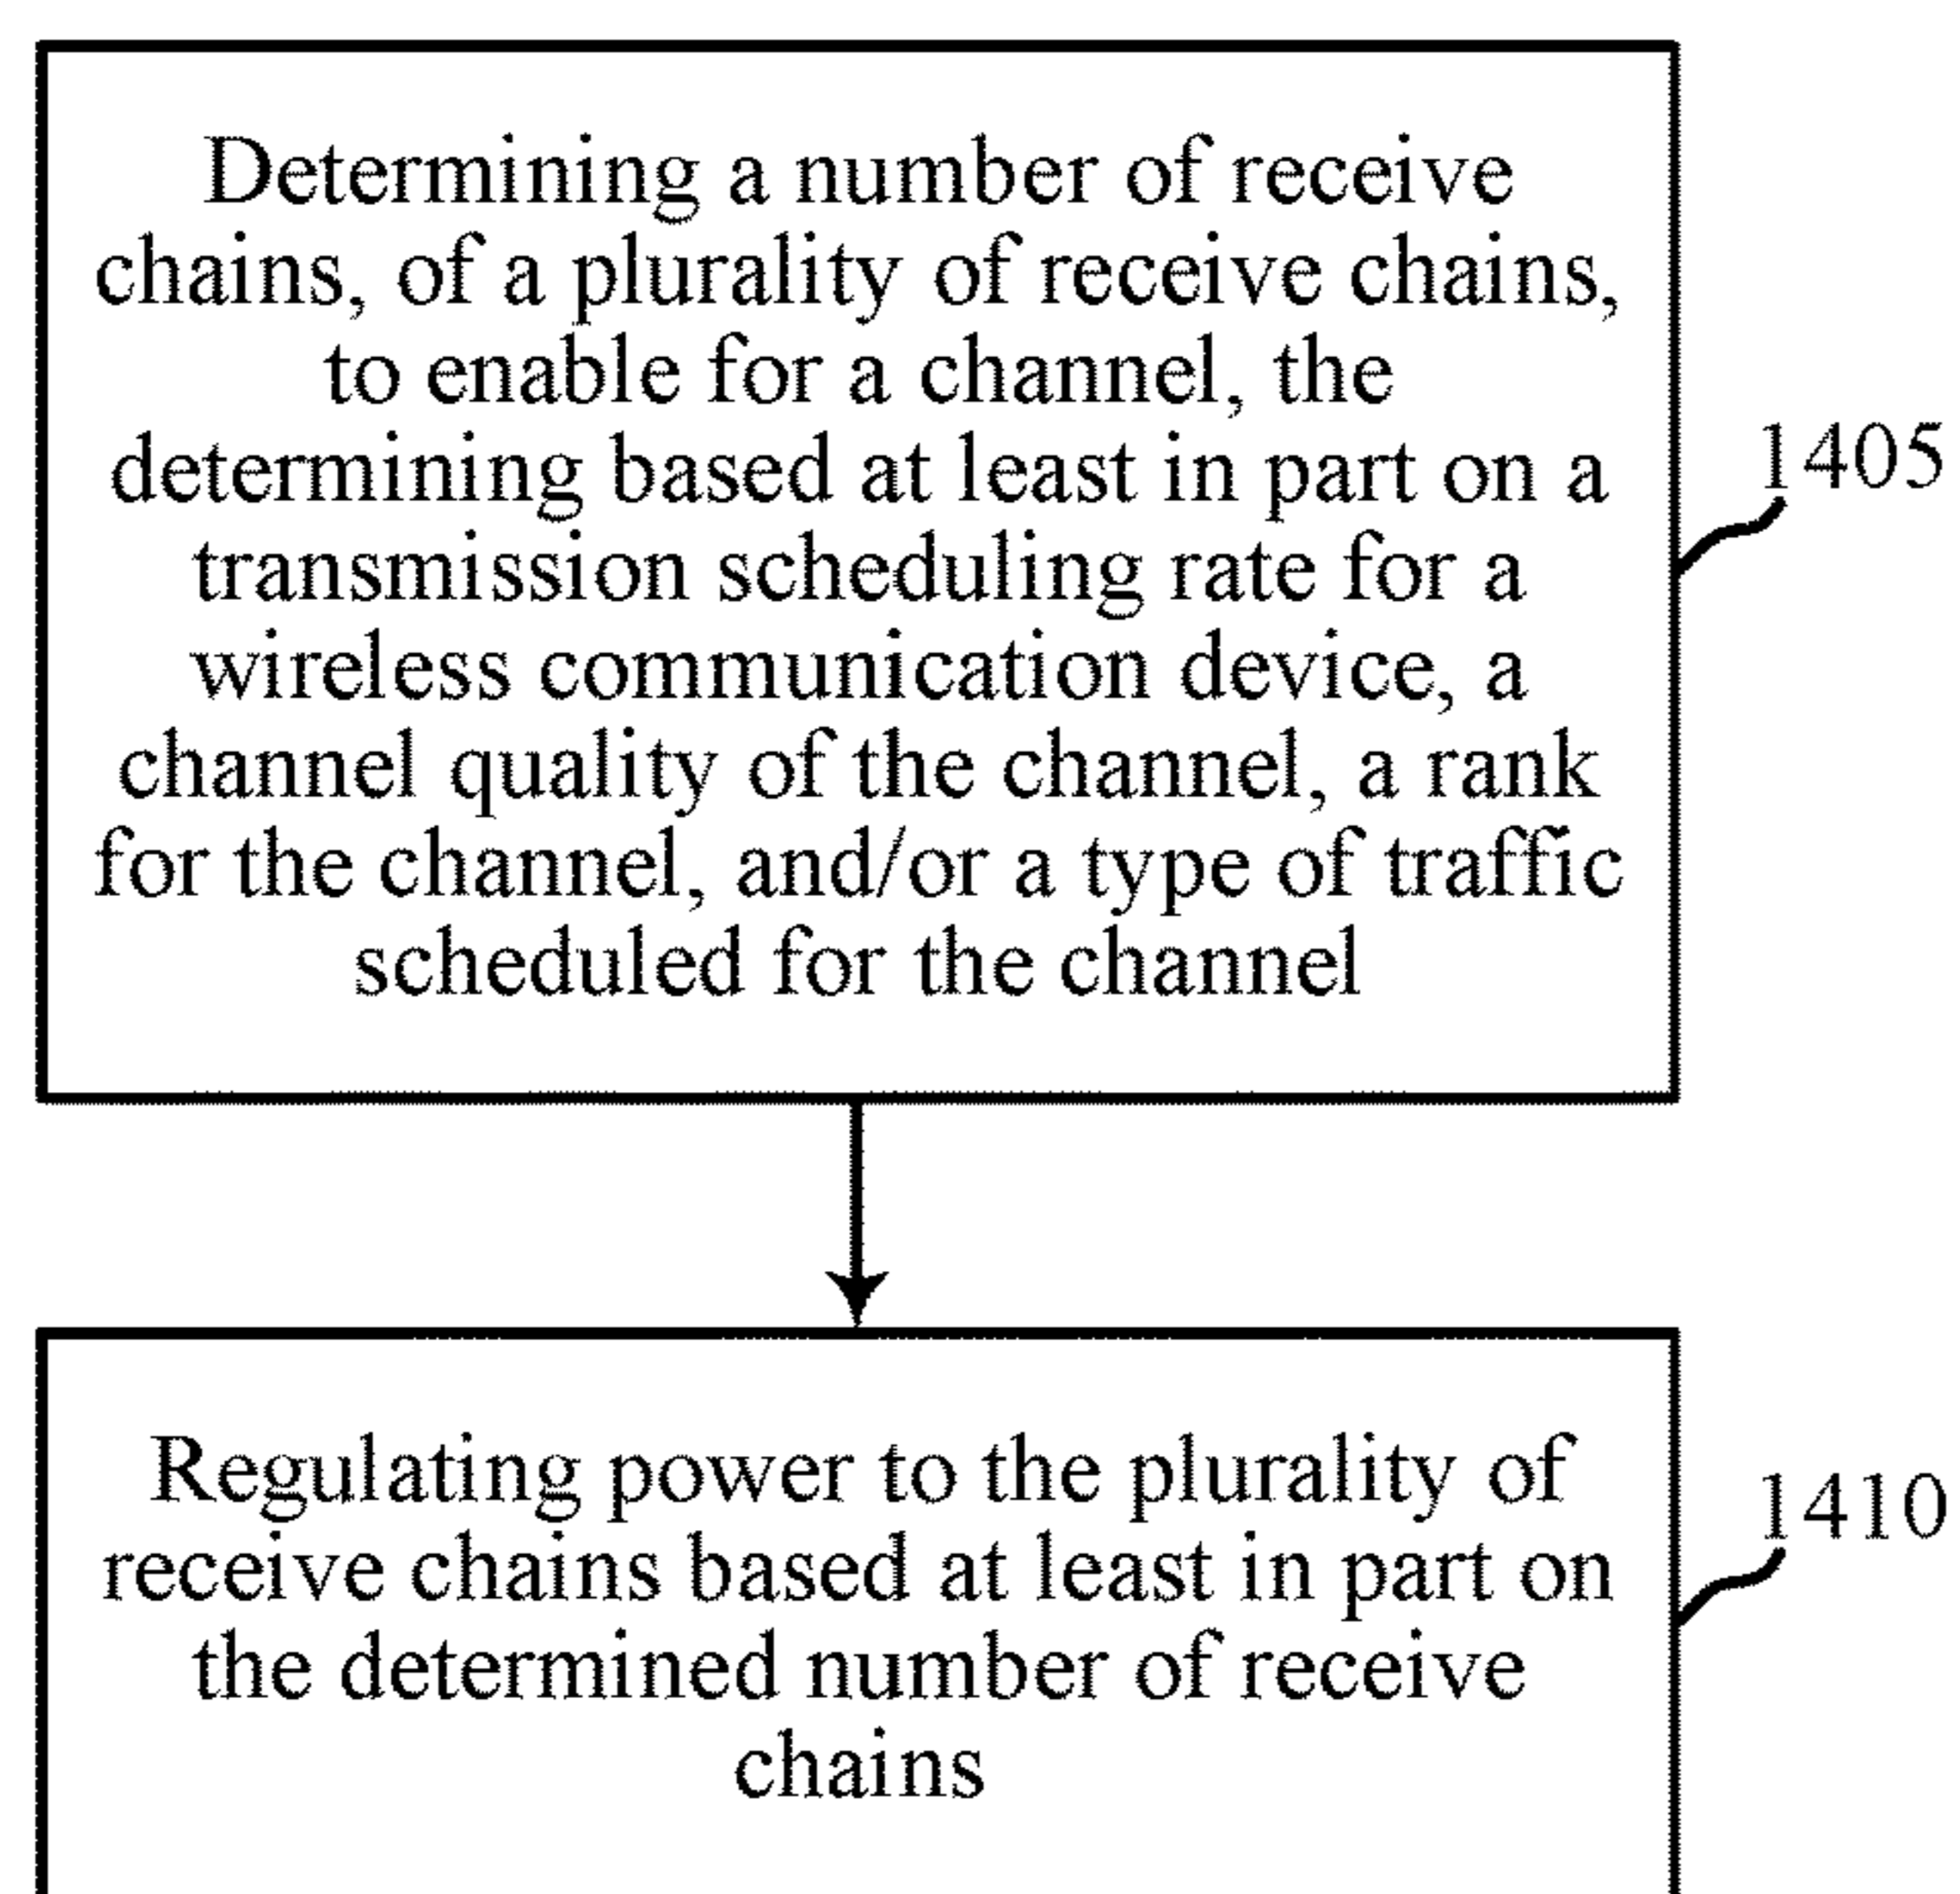 Determining a number of receive
chains, of a plurality of receive chains,
to enable for a channel, the
determining based at least in part on a
transmission scheduling rate for a
wireless communication device, a
channel quality of the channel, a rank
for the channel, and/or a type of traffic
scheduled for the channel
1405
Regulating power to the plurality of
receive chains based at least in part on
the determined number of receive
chains
1410